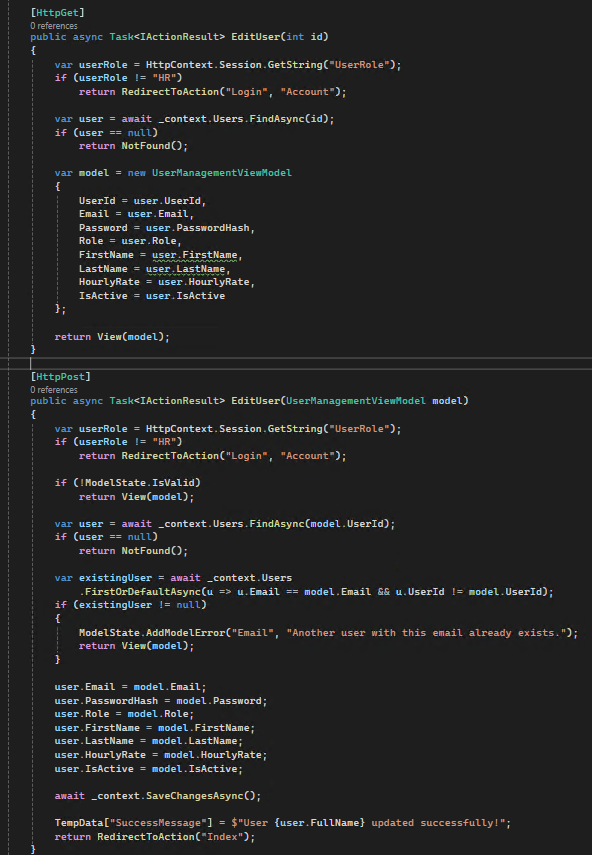 [HttpGet]
0 references
public async Task<IActionResult> EditUser(int id)
{
    var userRole = HttpContext.Session.GetString("UserRole");
    if (userRole != "HR")
        return RedirectToAction("Login", "Account");

    var user = await _context.Users.FindAsync(id);
    if (user == null)
        return NotFound();

    var model = new UserManagementViewModel
    {
        UserId = user.UserId,
        Email = user.Email,
        Password = user.PasswordHash,
        Role = user.Role,
        FirstName = user.FirstName,
        LastName = user.LastName,
        HourlyRate = user.HourlyRate,
        IsActive = user.IsActive
    };

    return View(model);
}

[HttpPost]
0 references
public async Task<IActionResult> EditUser(UserManagementViewModel model)
{
    var userRole = HttpContext.Session.GetString("UserRole");
    if (userRole != "HR")
        return RedirectToAction("Login", "Account");

    if (!ModelState.IsValid)
        return View(model);

    var user = await _context.Users.FindAsync(model.UserId);
    if (user == null)
        return NotFound();

    var existingUser = await _context.Users
        .FirstOrDefaultAsync(u => u.Email == model.Email && u.UserId != model.UserId);
    if (existingUser != null)
    {
        ModelState.AddModelError("Email", "Another user with this email already exists.");
        return View(model);
    }

    user.Email = model.Email;
    user.PasswordHash = model.Password;
    user.Role = model.Role;
    user.FirstName = model.FirstName;
    user.LastName = model.LastName;
    user.HourlyRate = model.HourlyRate;
    user.IsActive = model.IsActive;

    await _context.SaveChangesAsync();

    TempData["SuccessMessage"] = $"User {user.FullName} updated successfully!";
    return RedirectToAction("Index");
}